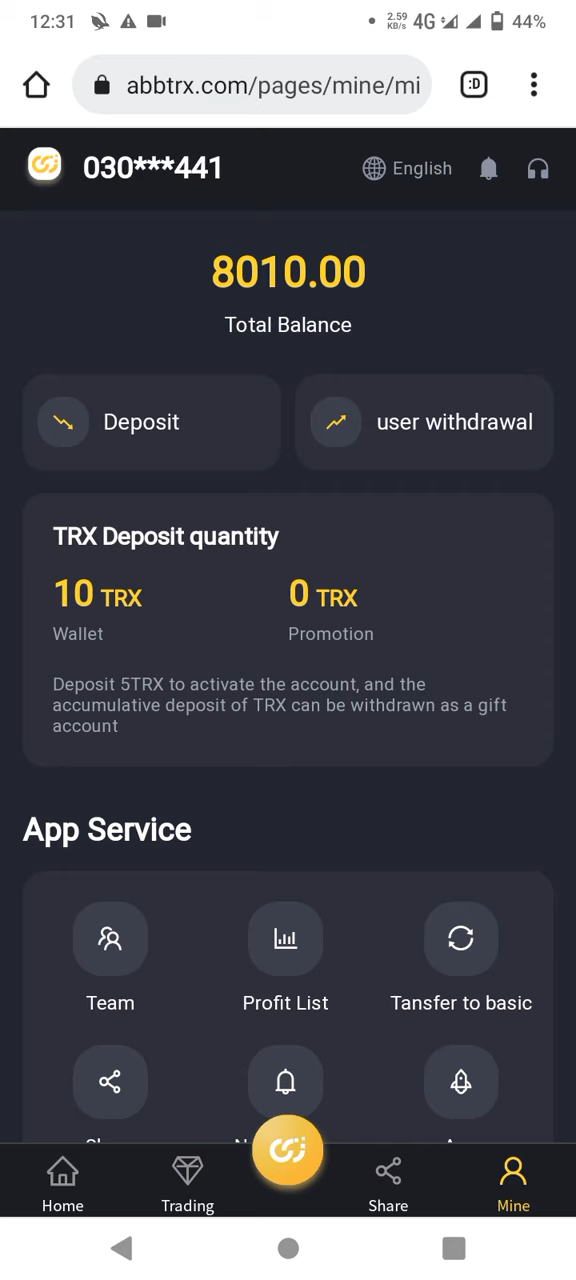 12:31
2.59
KB/s
4G
44%
abbtrx.com/pages/mine/mi
:D
030***441
English
8010.00
Total Balance
Deposit
user withdrawal
TRX Deposit quantity
10 TRX
0 TRX
Wallet
Promotion
Deposit 5TRX to activate the account, and the
accumulative deposit of TRX can be withdrawn as a gift
account
App Service
Team
Profit List
Tansfer to basic
Home
Trading
Share
Mine